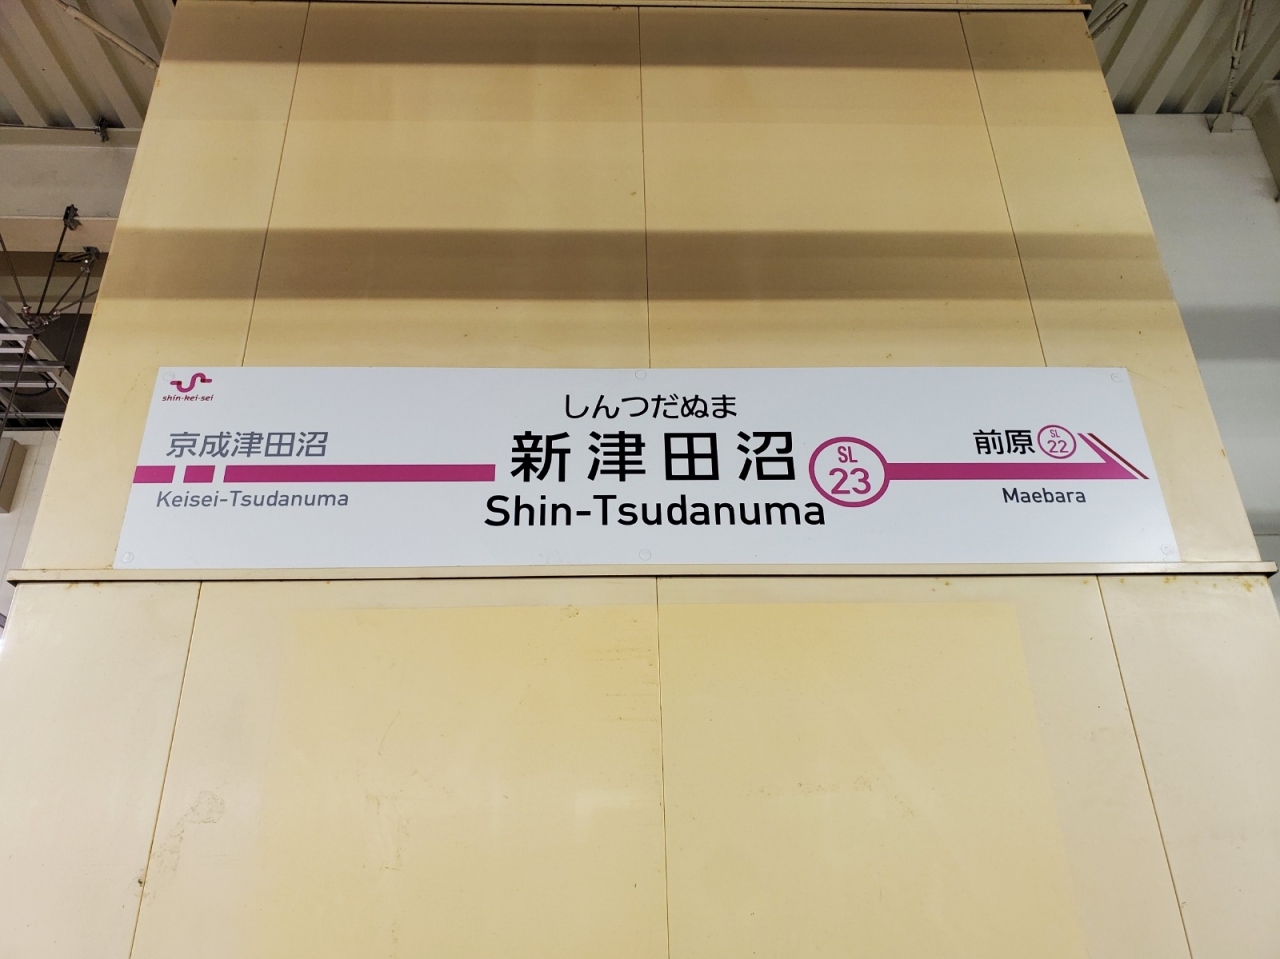 shin-kei-sei
しんつだぬま
京成津田沼
新津田沼
SL
23
前原
SL
22
Keisei-Tsudanuma
Shin-Tsudanuma
Maebara